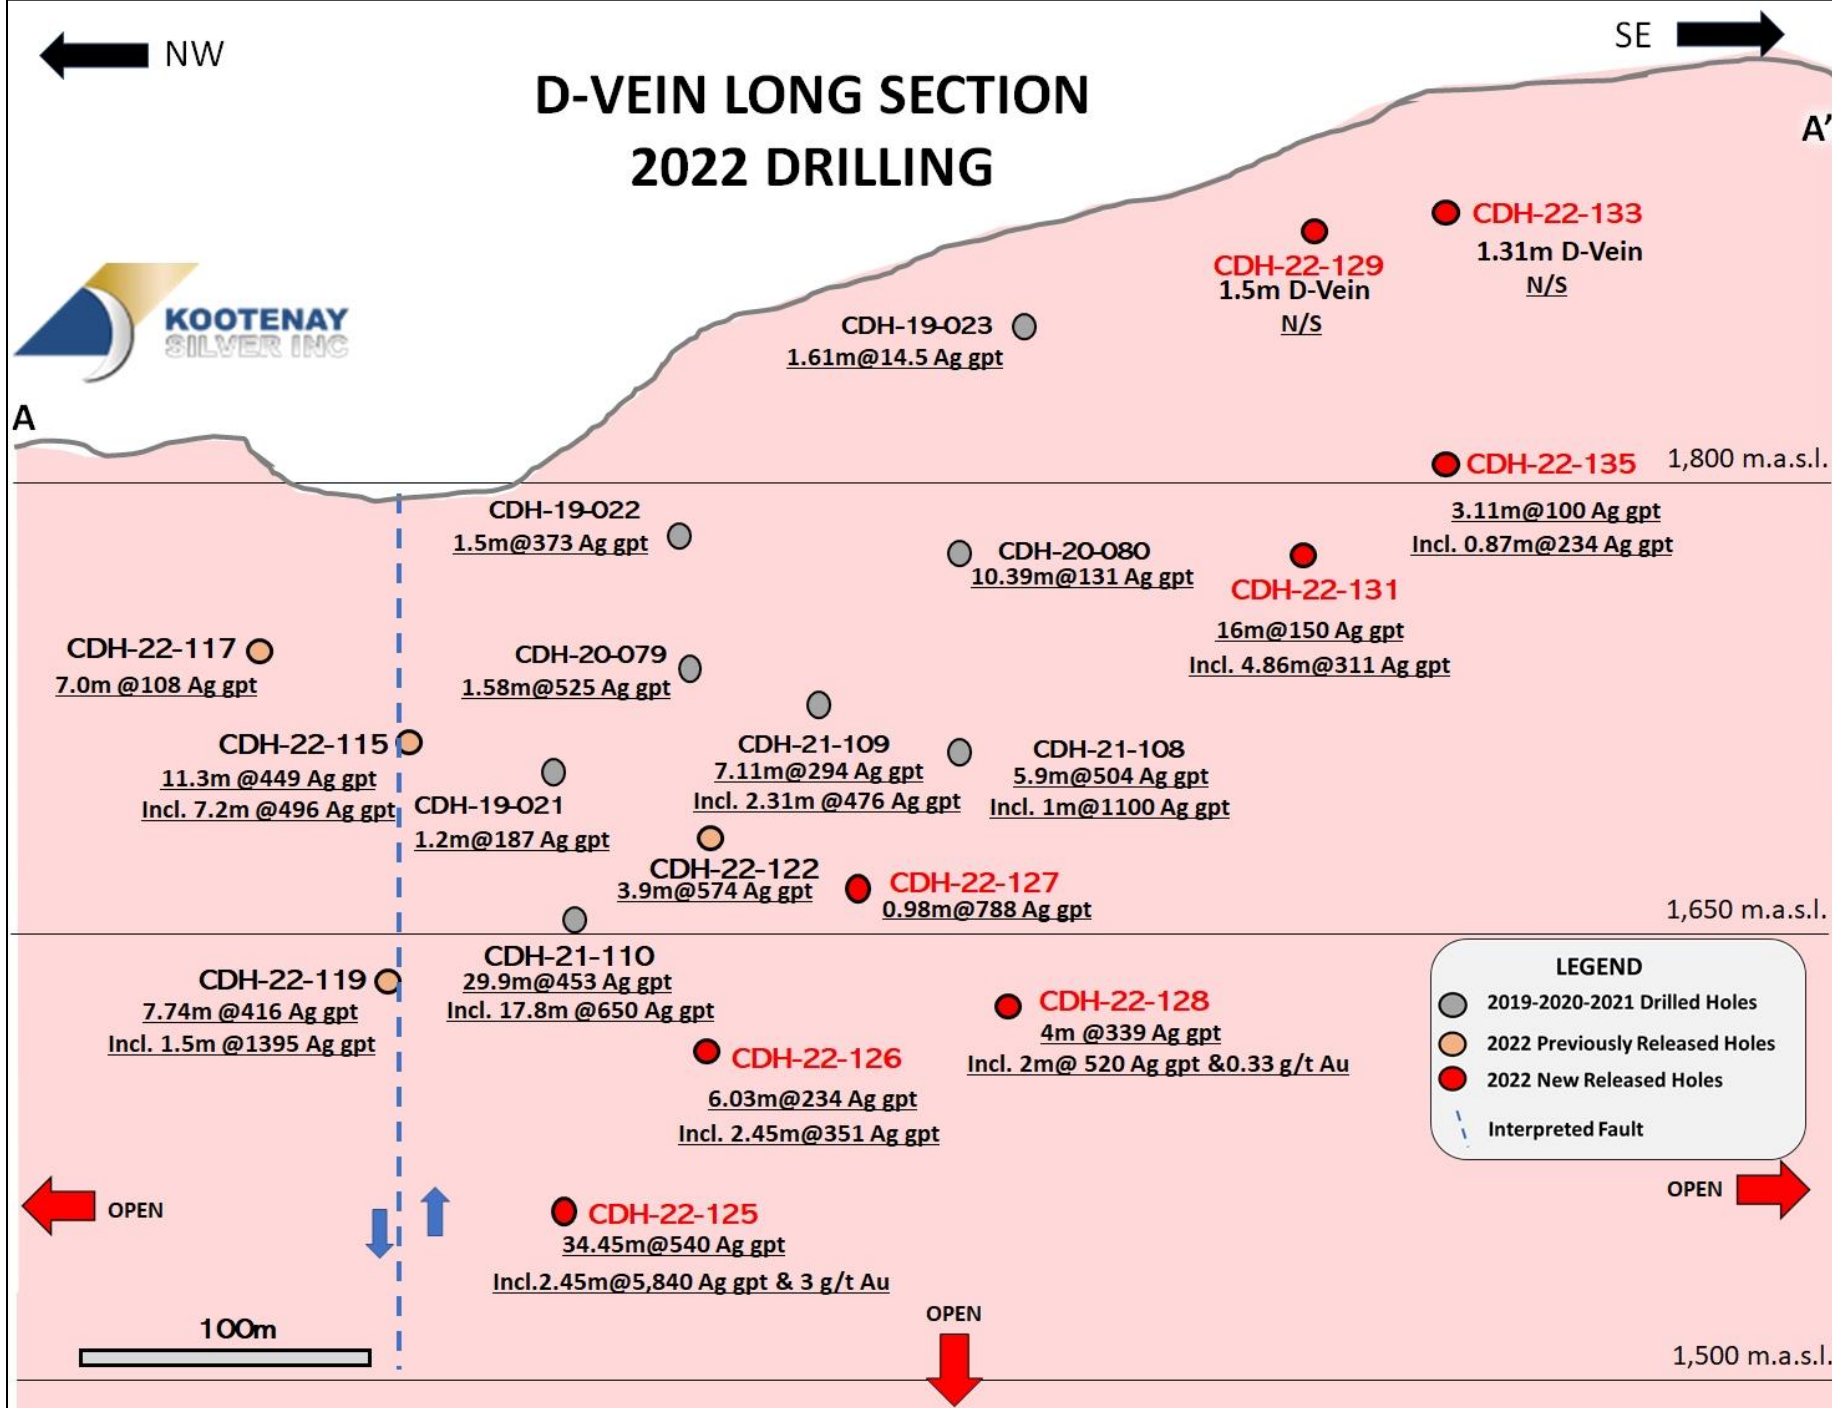 NW
SE
D-VEIN LONG SECTION
2022 DRILLING
A'
CDH-22-133
1.31m D-Vein
N/S
CDH-22-129
1.5m D-Vein
N/S
KOOTENAY
SILVER INC
CDH-19-023
1.61m@14.5 Ag gpt
A
CDH-22-135
1,800 m.a.s.l.
3.11m@100 Ag gpt
Incl. 0.87m@234 Ag gpt
CDH-19-022
1.5m@373 Ag gpt
CDH-20-080
10.39m@131 Ag gpt
CDH-22-131
16m@150 Ag gpt
Incl. 4.86m@311 Ag gpt
CDH-22-117
7.0m @108 Ag gpt
CDH-20-079
1.58m@525 Ag gpt
CDH-22-115
11.3m @449 Ag gpt
Incl. 7.2m @496 Ag gpt
CDH-21-109
7.11m@294 Ag gpt
Incl. 2.31m @476 Ag gpt
CDH-21-108
5.9m@504 Ag gpt
Incl. 1m@1100 Ag gpt
CDH-19-021
1.2m@187 Ag gpt
CDH-22-122
3.9m@574 Ag gpt
CDH-22-127
0.98m@788 Ag gpt
1,650 m.a.s.l.
CDH-21-110
29.9m@453 Ag gpt
Incl. 17.8m @650 Ag gpt
CDH-22-119
7.74m @416 Ag gpt
Incl. 1.5m @1395 Ag gpt
CDH-22-128
4m @339 Ag gpt
Incl. 2m@ 520 Ag gpt &0.33 g/t Au
CDH-22-126
6.03m@234 Ag gpt
Incl. 2.45m@351 Ag gpt
LEGEND
2019-2020-2021 Drilled Holes
2022 Previously Released Holes
2022 New Released Holes
Interpreted Fault
OPEN
OPEN
CDH-22-125
34.45m@540 Ag gpt
Incl.2.45m@5,840 Ag gpt & 3 g/t Au
OPEN
100m
1,500 m.a.s.l.